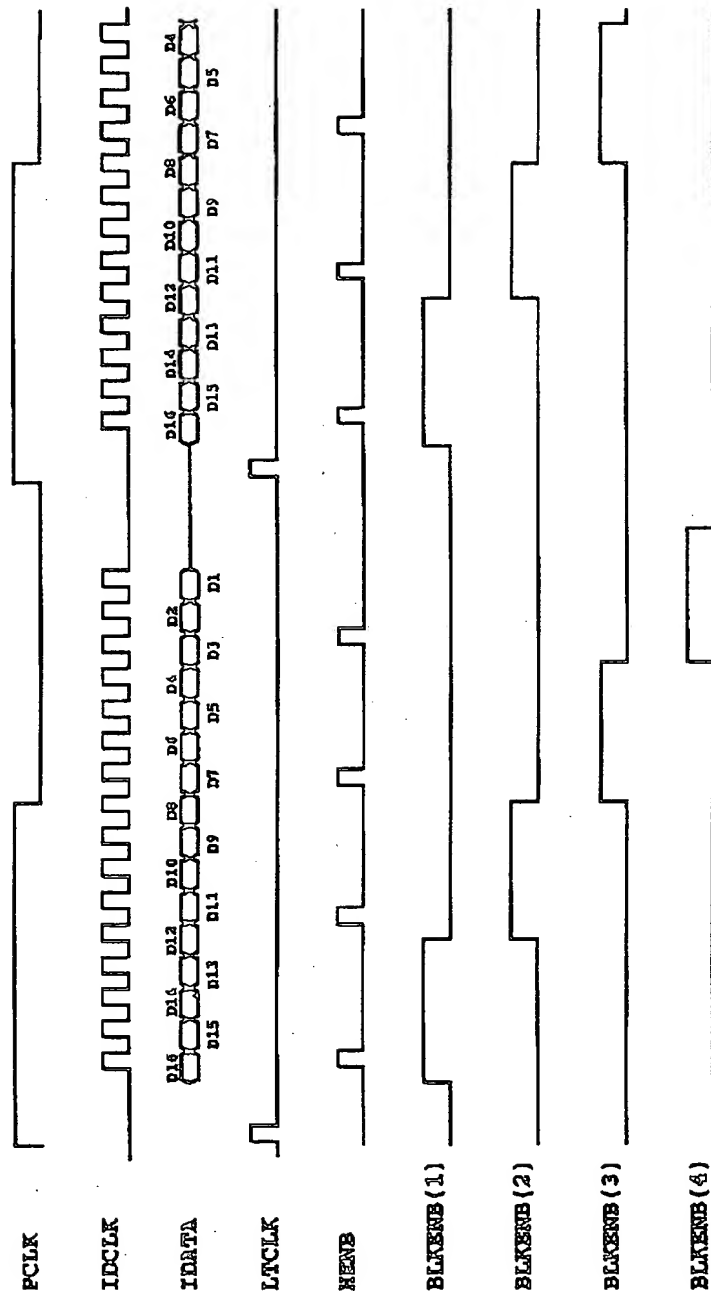 PCLK
IDCLK
D16 D14 D12 D10 D8 D6 D4 D2 D16 D14 D12 D10 D8 D6 D4
IDATA
D15 D13 D11 D9 D7 D5 D3 D1 D15 D13 D11 D9 D7 D5
LTCLK
HENB
BLKENB(1)
BLKENB(2)
BLKENB(3)
BLKENB(4)